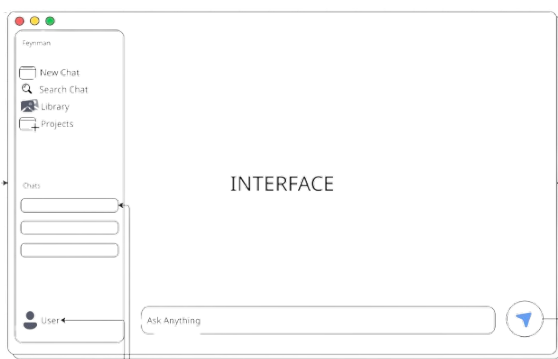 Feynman
New Chat
Search Chat
Library
Projects
INTERFACE
Chats
User
Ask Anything